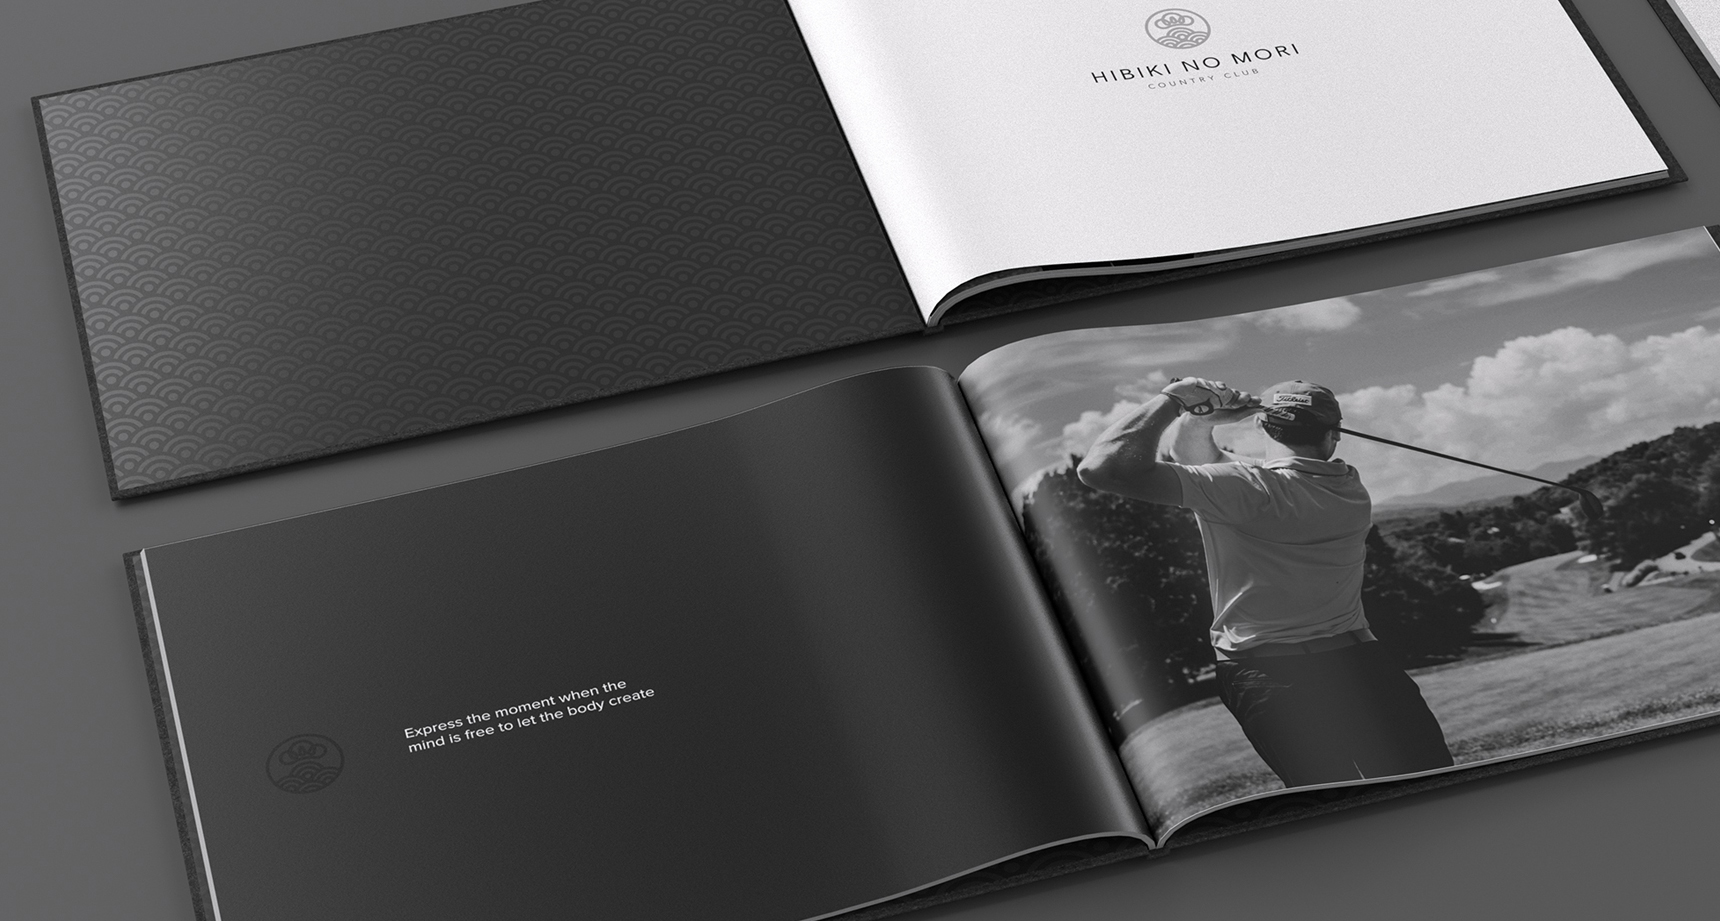 HIBIKI NO MORI
COUNTRY CLUB
Titleist
Express the moment when the
mind is free to let the body create